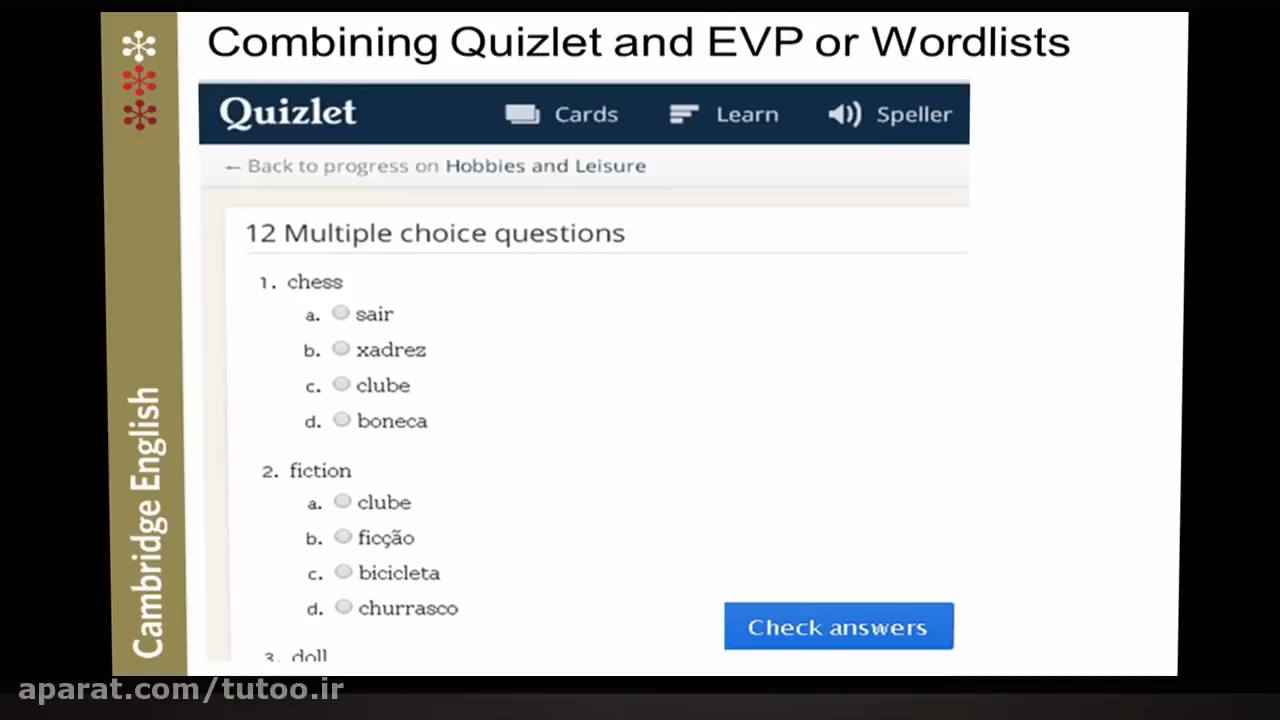 Combining Quizlet and EVP or Wordlists
Quizlet Cards Learn Speller
← Back to progress on Hobbies and Leisure
12 Multiple choice questions
1. chess
a. sair
b. xadrez
c. clube
d. boneca
2. fiction
a. clube
b. ficção
c. bicicleta
d. churrasco
Check answers
3. doll
Cambridge English
aparat.com/tutoo.ir